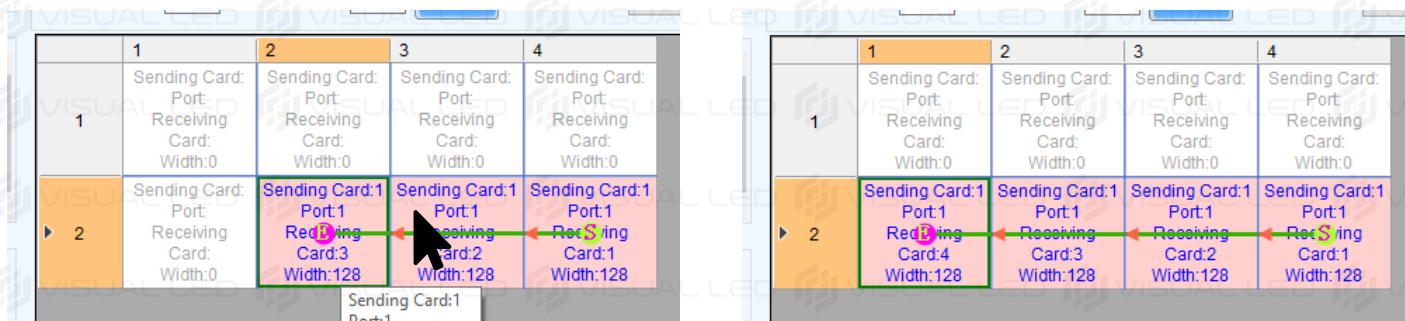 1 2 3 4
1
Sending Card: Sending Card: Sending Card: Sending Card:
Port: Port: Port: Port:
Receiving Receiving Receiving Receiving
Card: Card: Card: Card:
Width:0 Width:0 Width:0 Width:0
2
Sending Card: Sending Card:1 Sending Card:1 Sending Card:1
Port: Port:1 Port:1 Port:1
Receiving Receiving Receiving Receiving
Card: Card:3 Card:2 Card:1
Width:0 Width:128 Width:128 Width:128
E S
Sending Card:1
Port:1
1 2 3 4
1
Sending Card: Sending Card: Sending Card: Sending Card:
Port: Port: Port: Port:
Receiving Receiving Receiving Receiving
Card: Card: Card: Card:
Width:0 Width:0 Width:0 Width:0
2
Sending Card:1 Sending Card:1 Sending Card:1 Sending Card:1
Port:1 Port:1 Port:1 Port:1
Receiving Receiving Receiving Receiving
Card:4 Card:3 Card:2 Card:1
Width:128 Width:128 Width:128 Width:128
E S
VISUAL LED